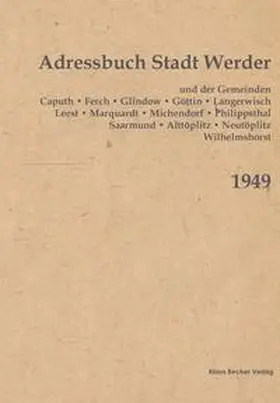 Adressbuch Stadt Werder
und der Gemeinden
Caputh • Ferch • Glindow • Göttin • Langerwisch
Leest • Marquardt • Michendorf • Philippsthal
Saarmund • Alttöplitz • Neutöplitz
Wilhelmshorst
1949
Klaus Becker Verlag